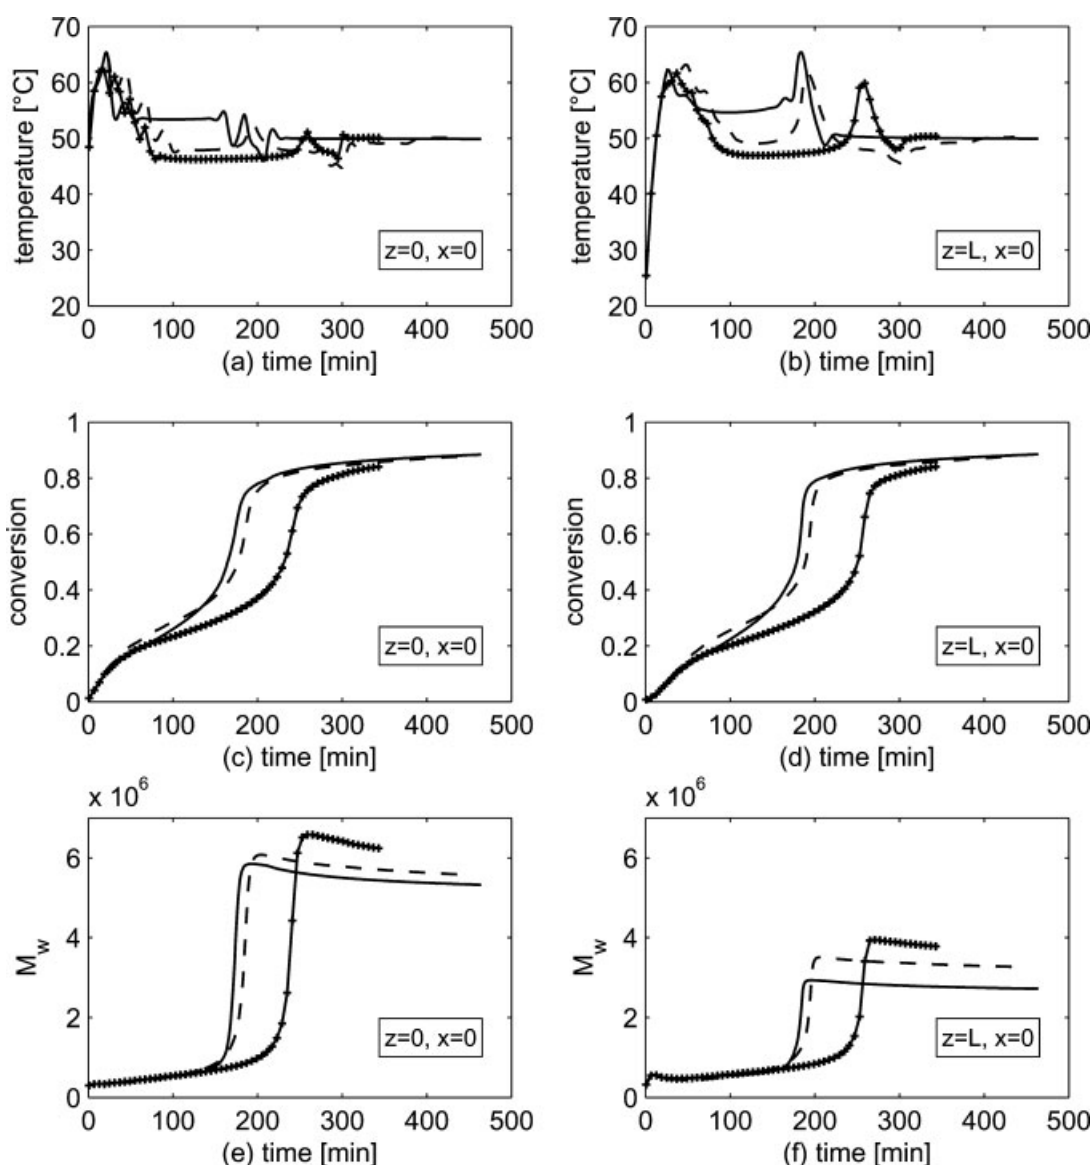 70
60
50
40
30
20
temperature [°C]
z=0, x=0
0 100 200 300 400 500
(a) time [min]
70
60
50
40
30
20
temperature [°C]
z=L, x=0
0 100 200 300 400 500
(b) time [min]
1
0.8
0.6
0.4
0.2
0
conversion
z=0, x=0
0 100 200 300 400 500
(c) time [min]
1
0.8
0.6
0.4
0.2
0
conversion
z=L, x=0
0 100 200 300 400 500
(d) time [min]
x 10^6
6
4
2
0
M_w
z=0, x=0
0 100 200 300 400 500
(e) time [min]
x 10^6
6
4
2
0
M_w
z=L, x=0
0 100 200 300 400 500
(f) time [min]